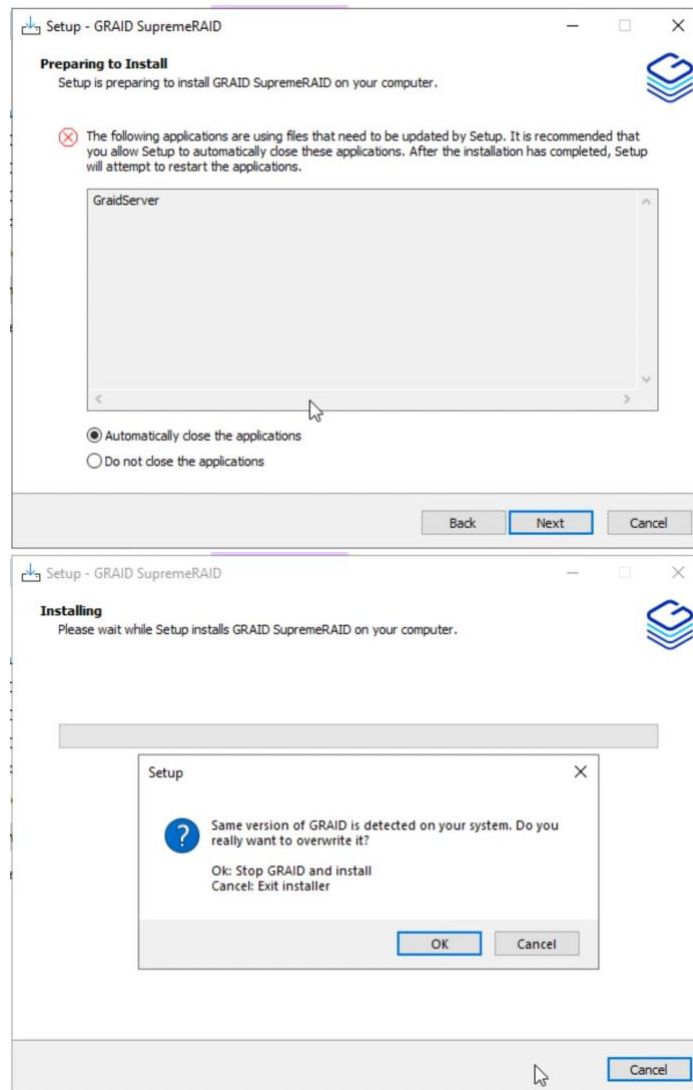 Setup - GRAID SupremeRAID
Preparing to Install
Setup is preparing to install GRAID SupremeRAID on your computer.
The following applications are using files that need to be updated by Setup. It is recommended that
you allow Setup to automatically close these applications. After the installation has completed, Setup
will attempt to restart the applications.
GraidServer
Automatically close the applications
Do not close the applications
Back
Next
Cancel
Setup - GRAID SupremeRAID
Installing
Please wait while Setup installs GRAID SupremeRAID on your computer.
Setup
Same version of GRAID is detected on your system. Do you
really want to overwrite it?
Ok: Stop GRAID and install
Cancel: Exit installer
OK
Cancel
Cancel